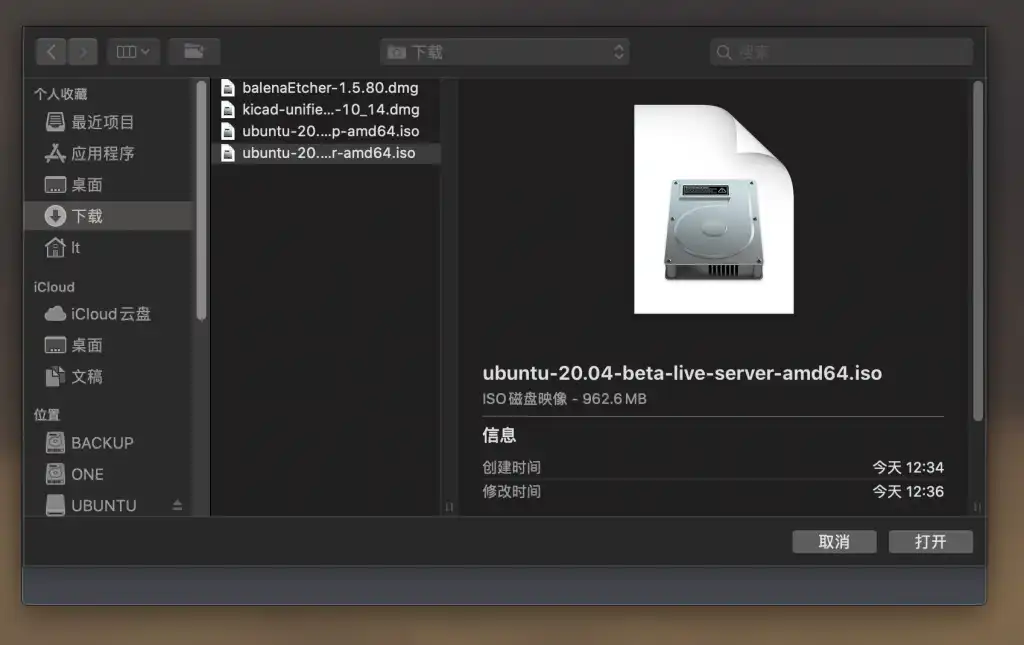 下载
搜索
个人收藏
最近项目
应用程序
桌面
下载
lt
iCloud
iCloud 云盘
桌面
文稿
位置
BACKUP
ONE
UBUNTU
balenaEtcher-1.5.80.dmg
kicad-unifie...-10_14.dmg
ubuntu-20....p-amd64.iso
ubuntu-20....r-amd64.iso
ubuntu-20.04-beta-live-server-amd64.iso
ISO 磁盘映像 - 962.6 MB
信息
创建时间 今天 12:34
修改时间 今天 12:36
取消 打开